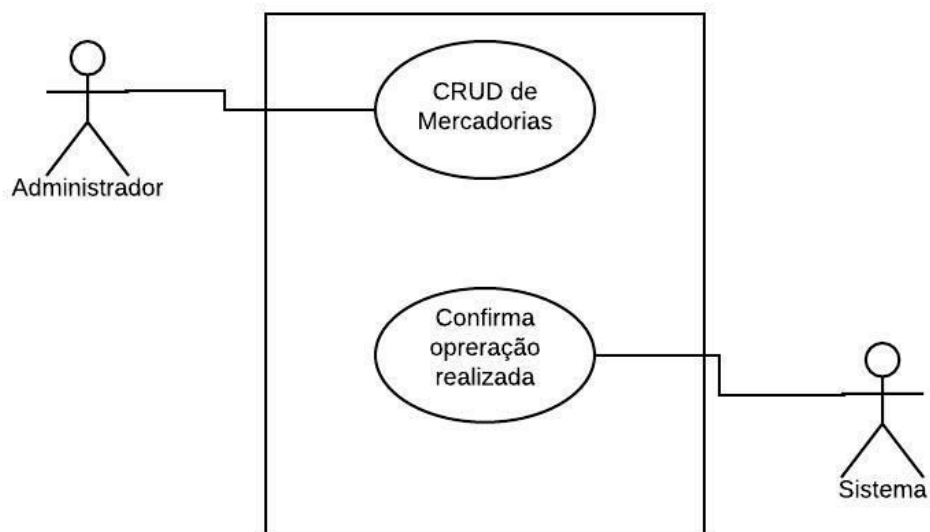 CRUD de
Mercadorias
Administrador
Confirma
opreração
realizada
Sistema